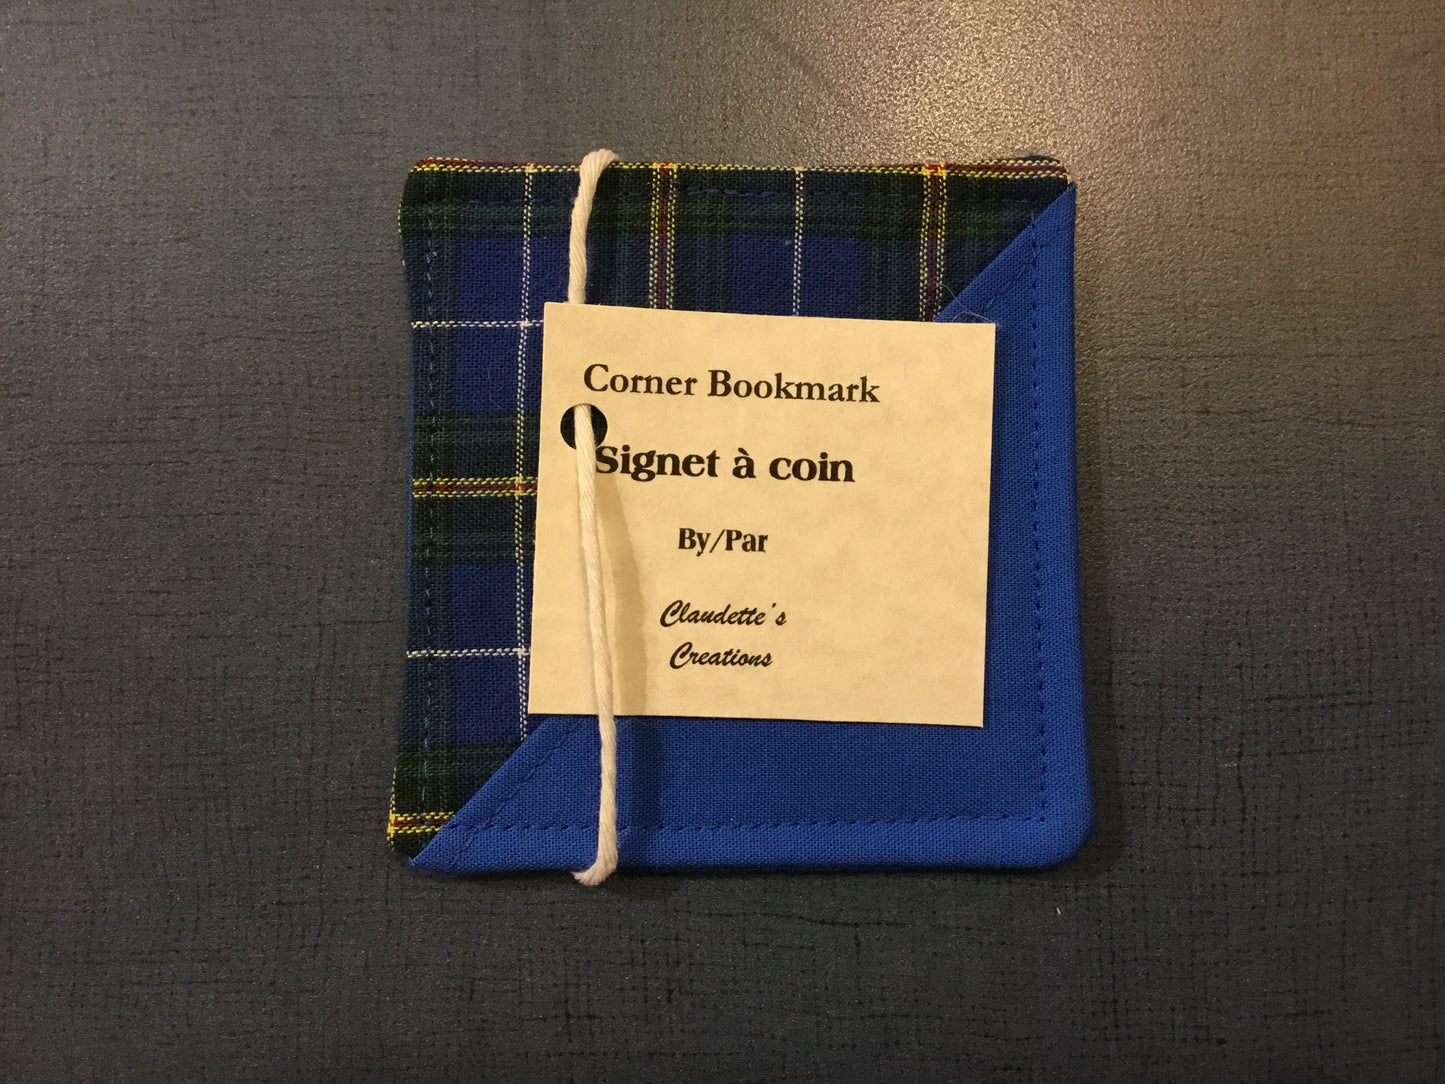 Corner Bookmark
Signet à coin
By/Par
Claudette's
Creations